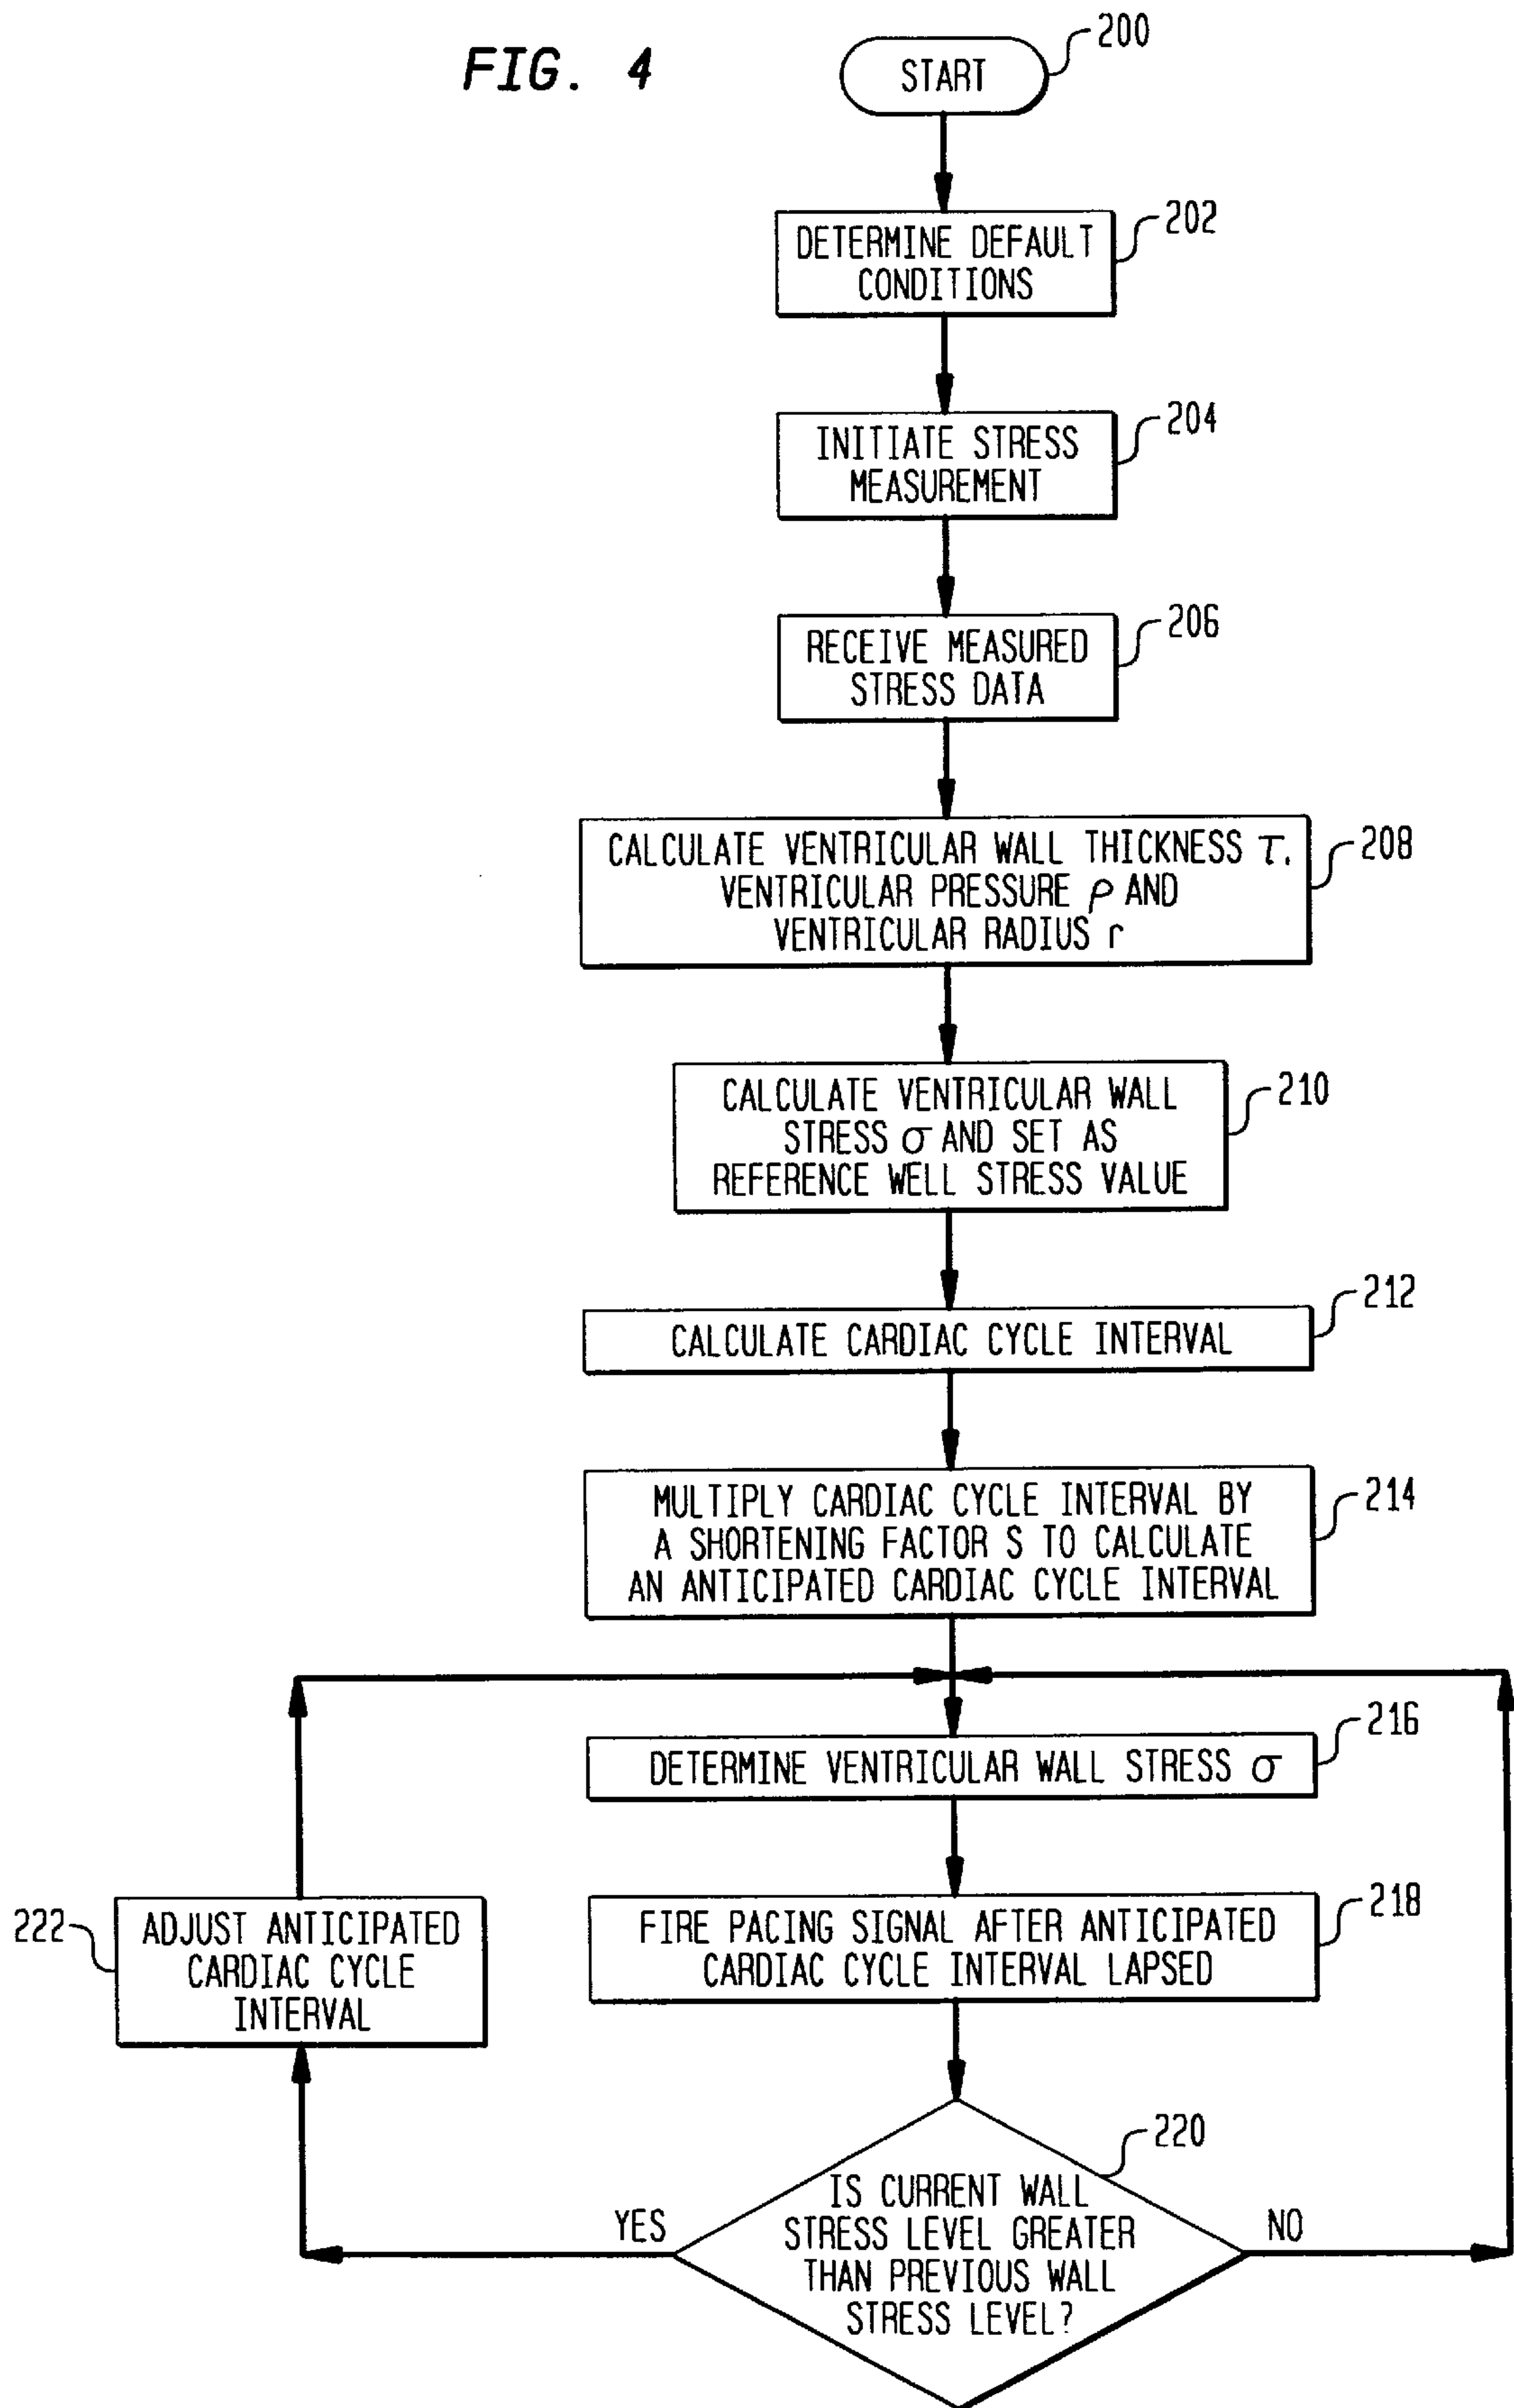 FIG. 4
START
200
DETERMINE DEFAULT
CONDITIONS
202
INITIATE STRESS
MEASUREMENT
204
RECEIVE MEASURED
STRESS DATA
206
CALCULATE VENTRICULAR WALL THICKNESS τ,
VENTRICULAR PRESSURE ρ AND
VENTRICULAR RADIUS r
208
CALCULATE VENTRICULAR WALL
STRESS σ AND SET AS
REFERENCE WELL STRESS VALUE
210
CALCULATE CARDIAC CYCLE INTERVAL
212
MULTIPLY CARDIAC CYCLE INTERVAL BY
A SHORTENING FACTOR S TO CALCULATE
AN ANTICIPATED CARDIAC CYCLE INTERVAL
214
DETERMINE VENTRICULAR WALL STRESS σ
216
FIRE PACING SIGNAL AFTER ANTICIPATED
CARDIAC CYCLE INTERVAL LAPSED
218
222
ADJUST ANTICIPATED
CARDIAC CYCLE
INTERVAL
220
IS CURRENT WALL
STRESS LEVEL GREATER
THAN PREVIOUS WALL
STRESS LEVEL?
YES
NO